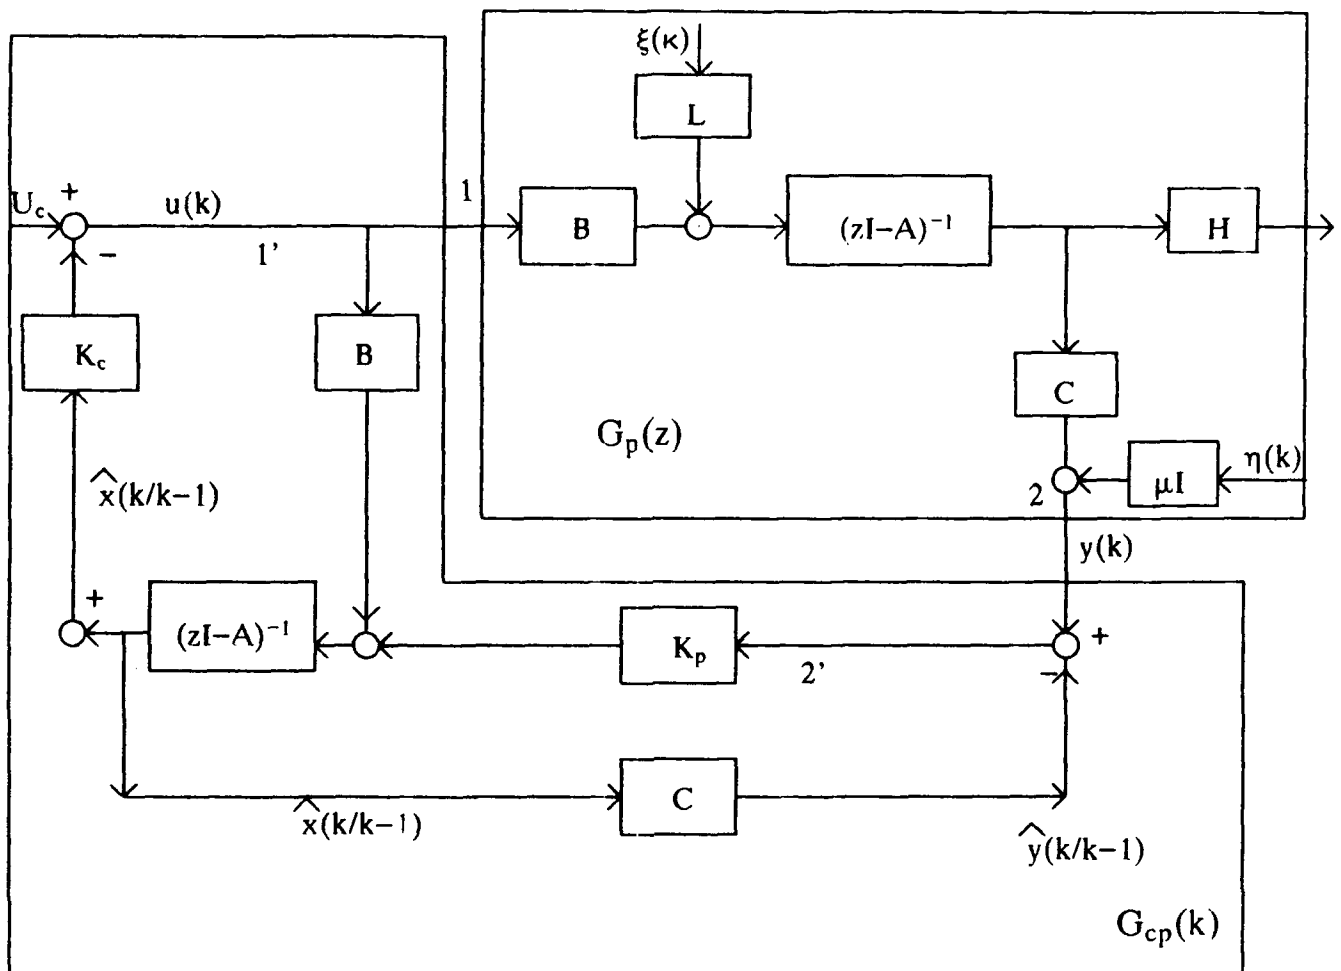 ξ(κ)
L
U_c
+
u(k)
1
B
(zI–A)⁻¹
H
1'
–
K_c
B
C
G_p(z)
η(k)
μI
2
x̂(k/k–1)
y(k)
+
(zI–A)⁻¹
K_p
+
2'
–
C
x̂(k/k–1)
ŷ(k/k–1)
G_cp(k)